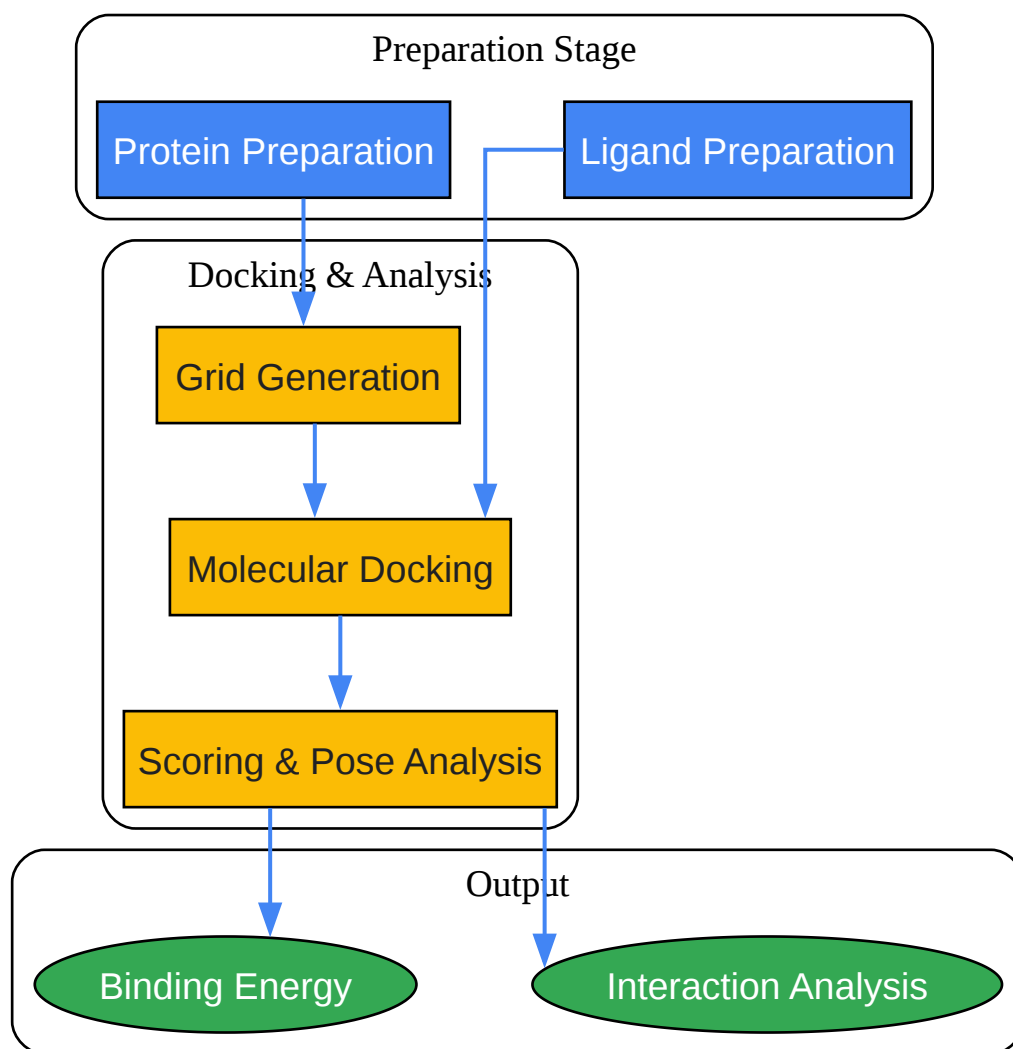 Preparation Stage
Protein Preparation
Ligand Preparation
Docking & Analysis
Grid Generation
Molecular Docking
Scoring & Pose Analysis
Output
Binding Energy
Interaction Analysis